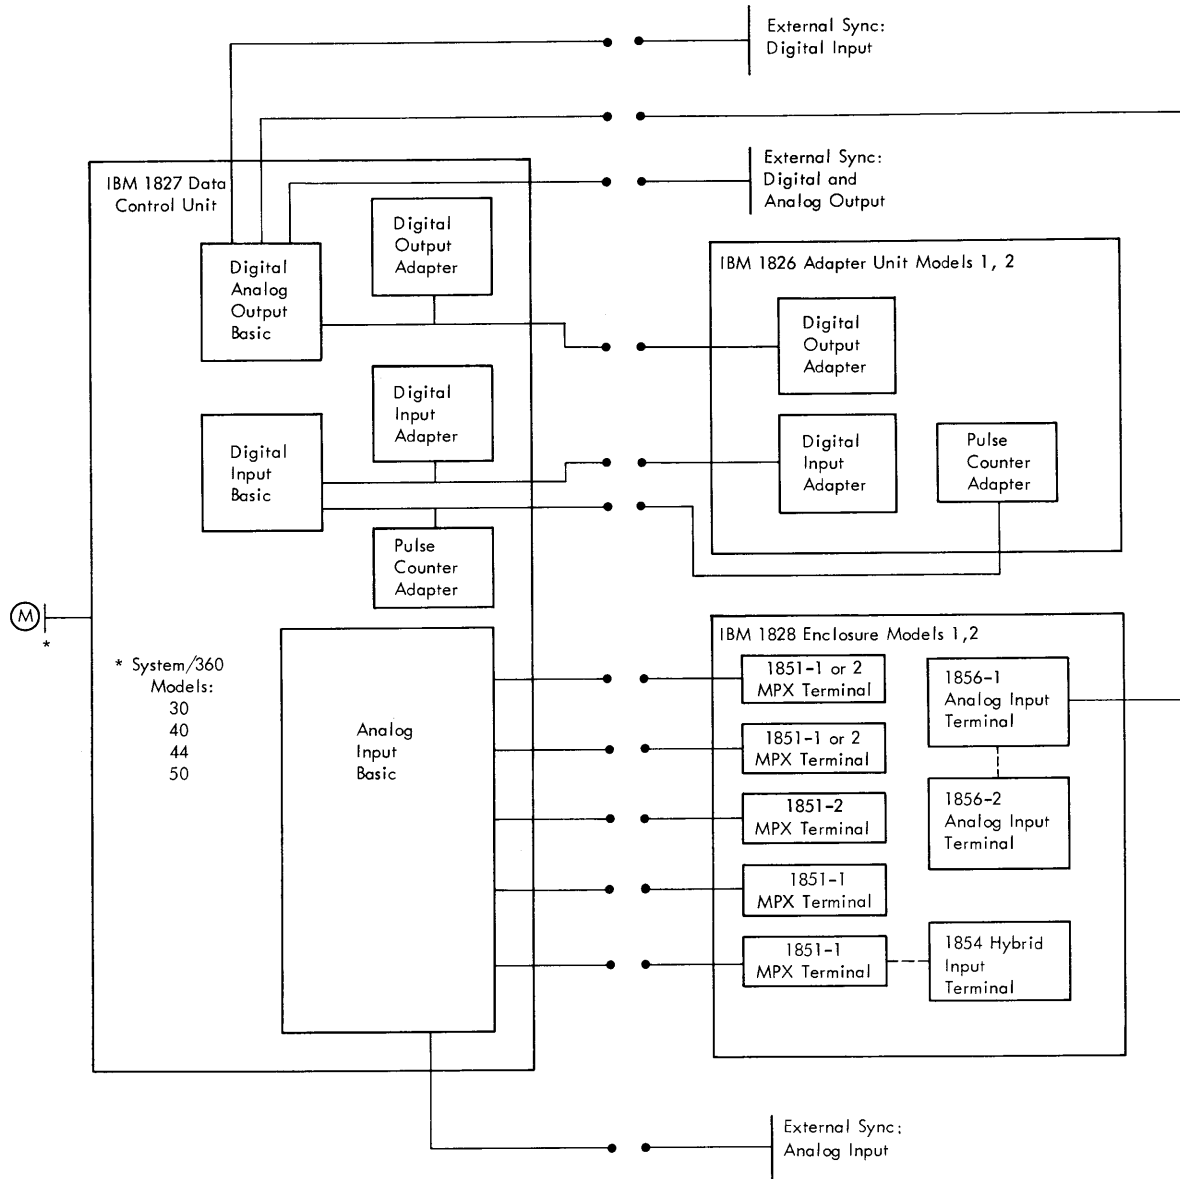 External Sync:
Digital Input
External Sync:
Digital and
Analog Output
IBM 1827 Data
Control Unit
Digital
Output
Adapter
Digital
Analog
Output
Basic
Digital
Input
Adapter
Digital
Input
Basic
Pulse
Counter
Adapter
M
*
* System/360
Models:
30
40
44
50
Analog
Input
Basic
IBM 1826 Adapter Unit Models 1, 2
Digital
Output
Adapter
Digital
Input
Adapter
Pulse
Counter
Adapter
IBM 1828 Enclosure Models 1,2
1851-1 or 2
MPX Terminal
1851-1 or 2
MPX Terminal
1851-2
MPX Terminal
1851-1
MPX Terminal
1851-1
MPX Terminal
1856-1
Analog Input
Terminal
1856-2
Analog Input
Terminal
1854 Hybrid
Input
Terminal
External Sync:
Analog Input